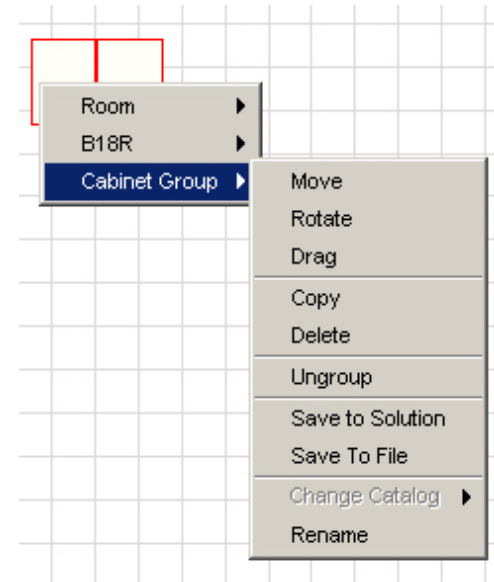 Room
B18R
Cabinet Group
Move
Rotate
Drag
Copy
Delete
Ungroup
Save to Solution
Save To File
Change Catalog
Rename